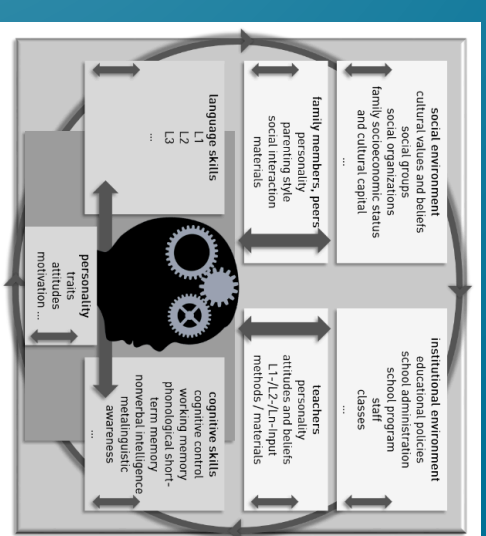 social environment
cultural values and beliefs
social groups
social organizations
family socioeconomic status
and cultural capital
...
institutional environment
educational policies
school administration
school program
staff
classes
...
family members, peers
personality
parenting style
social interaction
materials
teachers
personality
attitudes and beliefs
L1-/L2-/Ln-Input
methods / materials
language skills
L1
L2
L3
...
cognitive skills
cognitive control
working memory
phonological short-
term memory
nonverbal intelligence
metalinguistic
awareness
...
personality
traits
attitudes
motivation ...